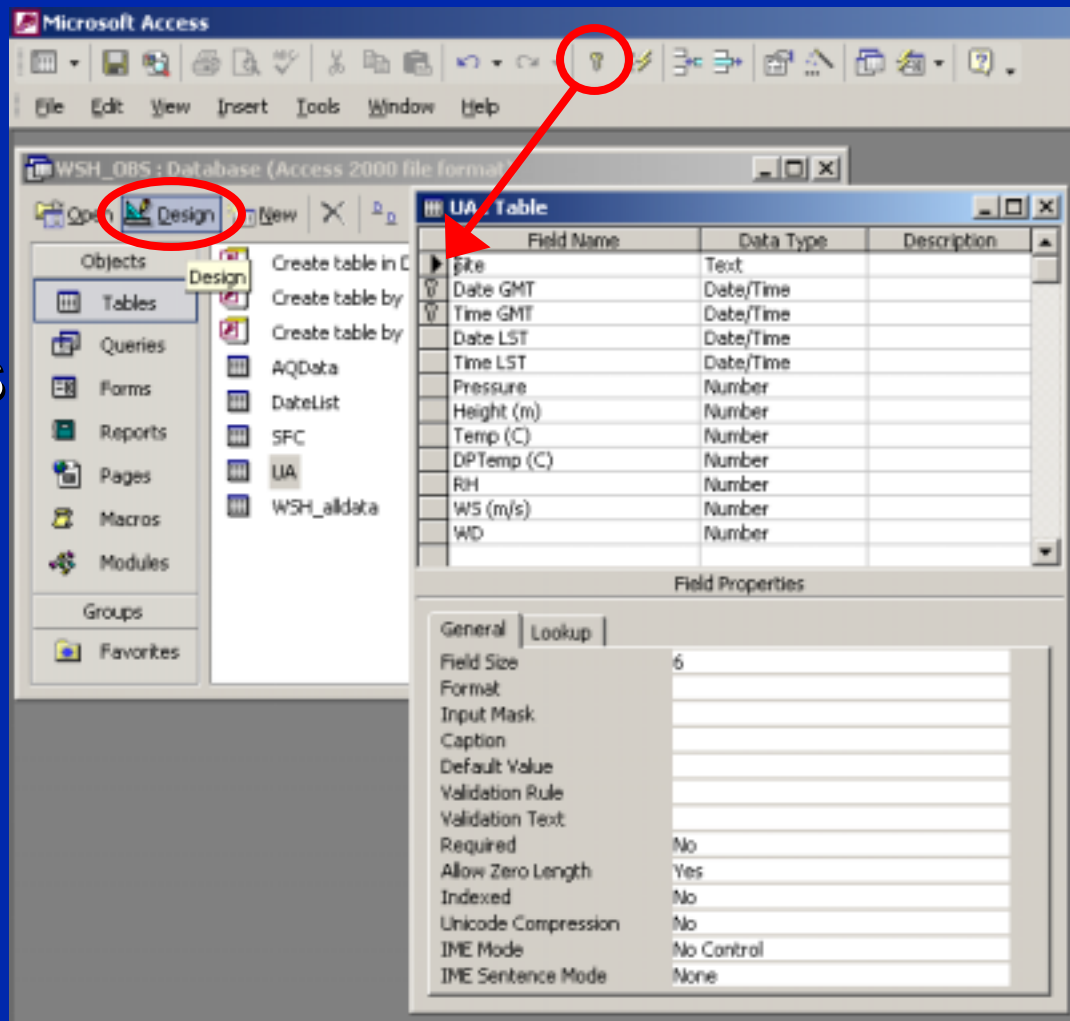 Microsoft Access
File Edit View Insert Tools Window Help
WSH_OBS : Database (Access 2000 file format)
Open Design New
Design
Objects
Tables
Queries
Forms
Reports
Pages
Macros
Modules
Groups
Favorites
Create table in D
Create table by
Create table by
AQData
DateList
SFC
UA
WSH_alldata
UA : Table
Field Name Data Type Description
Site Text
Date GMT Date/Time
Time GMT Date/Time
Date LST Date/Time
Time LST Date/Time
Pressure Number
Height (m) Number
Temp (C) Number
DPTemp (C) Number
RH Number
WS (m/s) Number
WD Number
Field Properties
General Lookup
Field Size 6
Format
Input Mask
Caption
Default Value
Validation Rule
Validation Text
Required No
Allow Zero Length Yes
Indexed No
Unicode Compression No
IME Mode No Control
IME Sentence Mode None